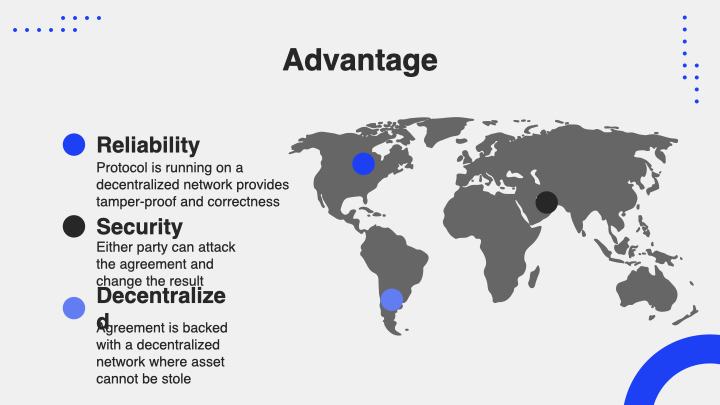 Advantage
Reliability
Protocol is running on a
decentralized network provides
tamper-proof and correctness
Security
Either party can attack
the agreement and
change the result
Decentralize
d
Agreement is backed
with a decentralized
network where asset
cannot be stole